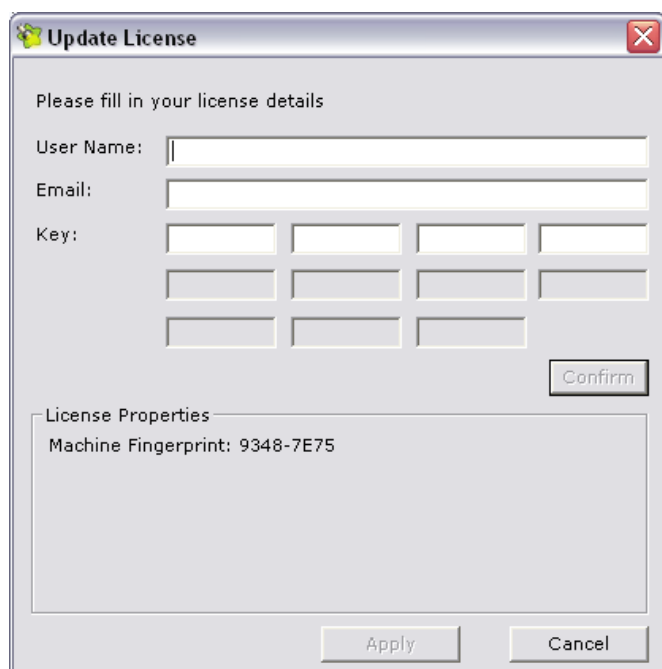 Update License
Please fill in your license details
User Name:
Email:
Key:
Confirm
License Properties
Machine Fingerprint: 9348-7E75
Apply
Cancel